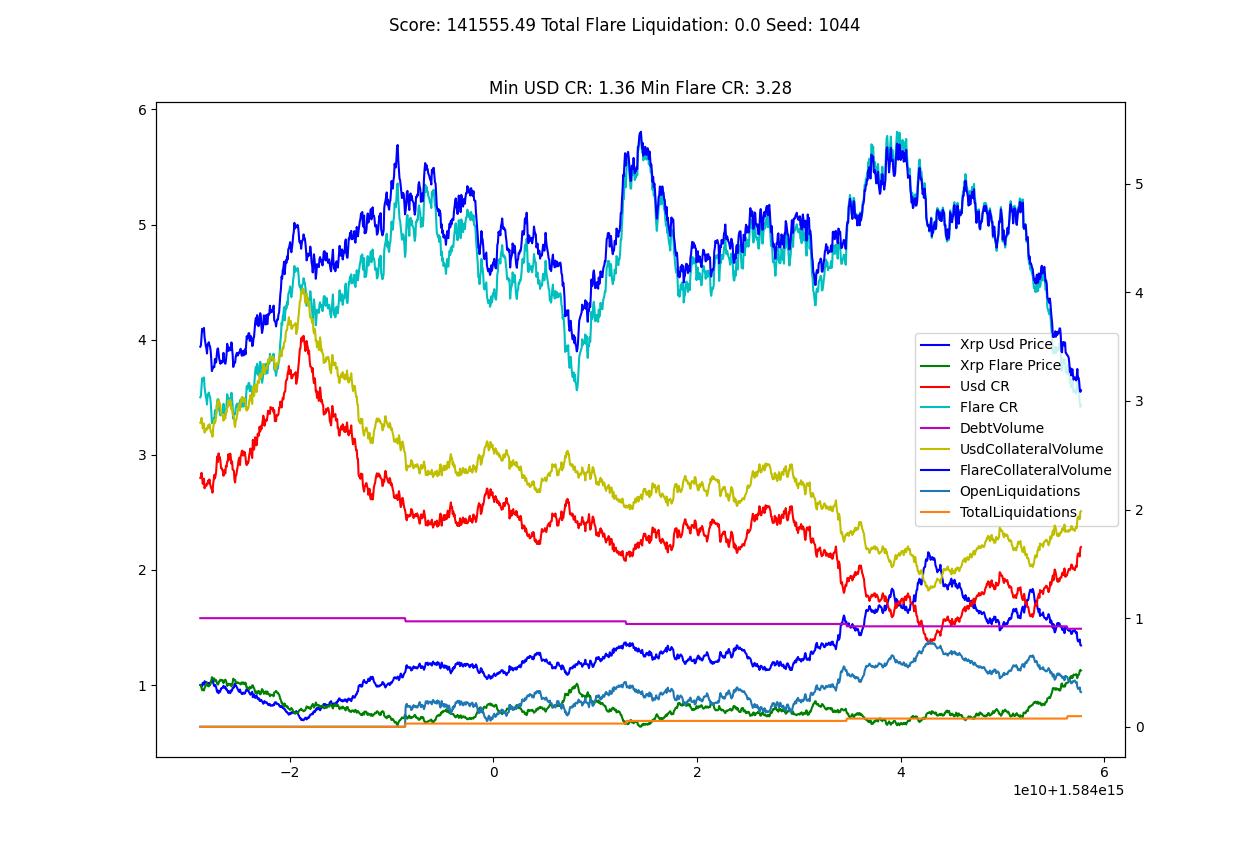 Score: 141555.49 Total Flare Liquidation: 0.0 Seed: 1044
Min USD CR: 1.36 Min Flare CR: 3.28
6
5
4
3
2
1
5
4
3
2
1
0
Xrp Usd Price
Xrp Flare Price
Usd CR
Flare CR
DebtVolume
UsdCollateralVolume
FlareCollateralVolume
OpenLiquidations
TotalLiquidations
−2 0 2 4 6
1e10+1.584e15